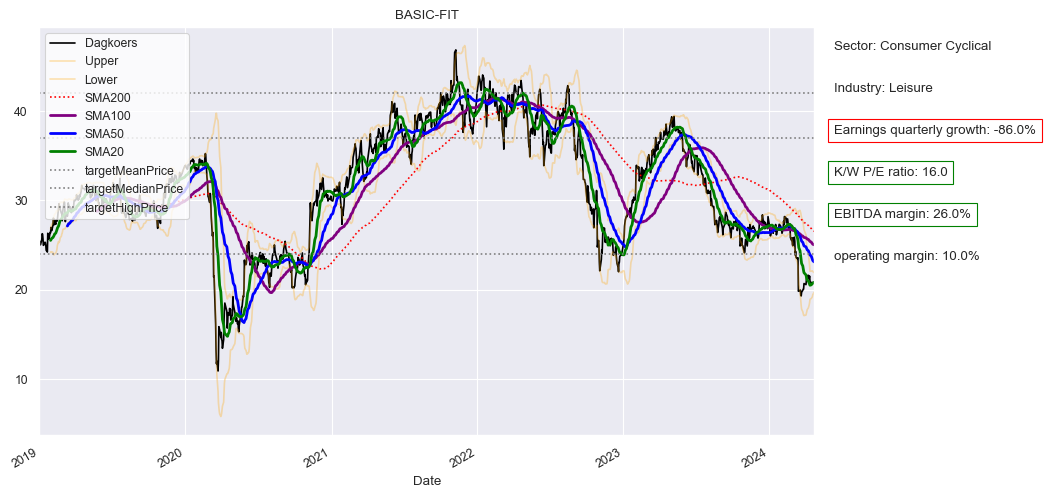 BASIC-FIT
Dagkoers
Upper
Lower
SMA200
SMA100
SMA50
SMA20
targetMeanPrice
targetMedianPrice
targetHighPrice
40
30
20
10
2019
2020
2021
2022
2023
2024
Date
Sector: Consumer Cyclical
Industry: Leisure
Earnings quarterly growth: -86.0%
K/W P/E ratio: 16.0
EBITDA margin: 26.0%
operating margin: 10.0%